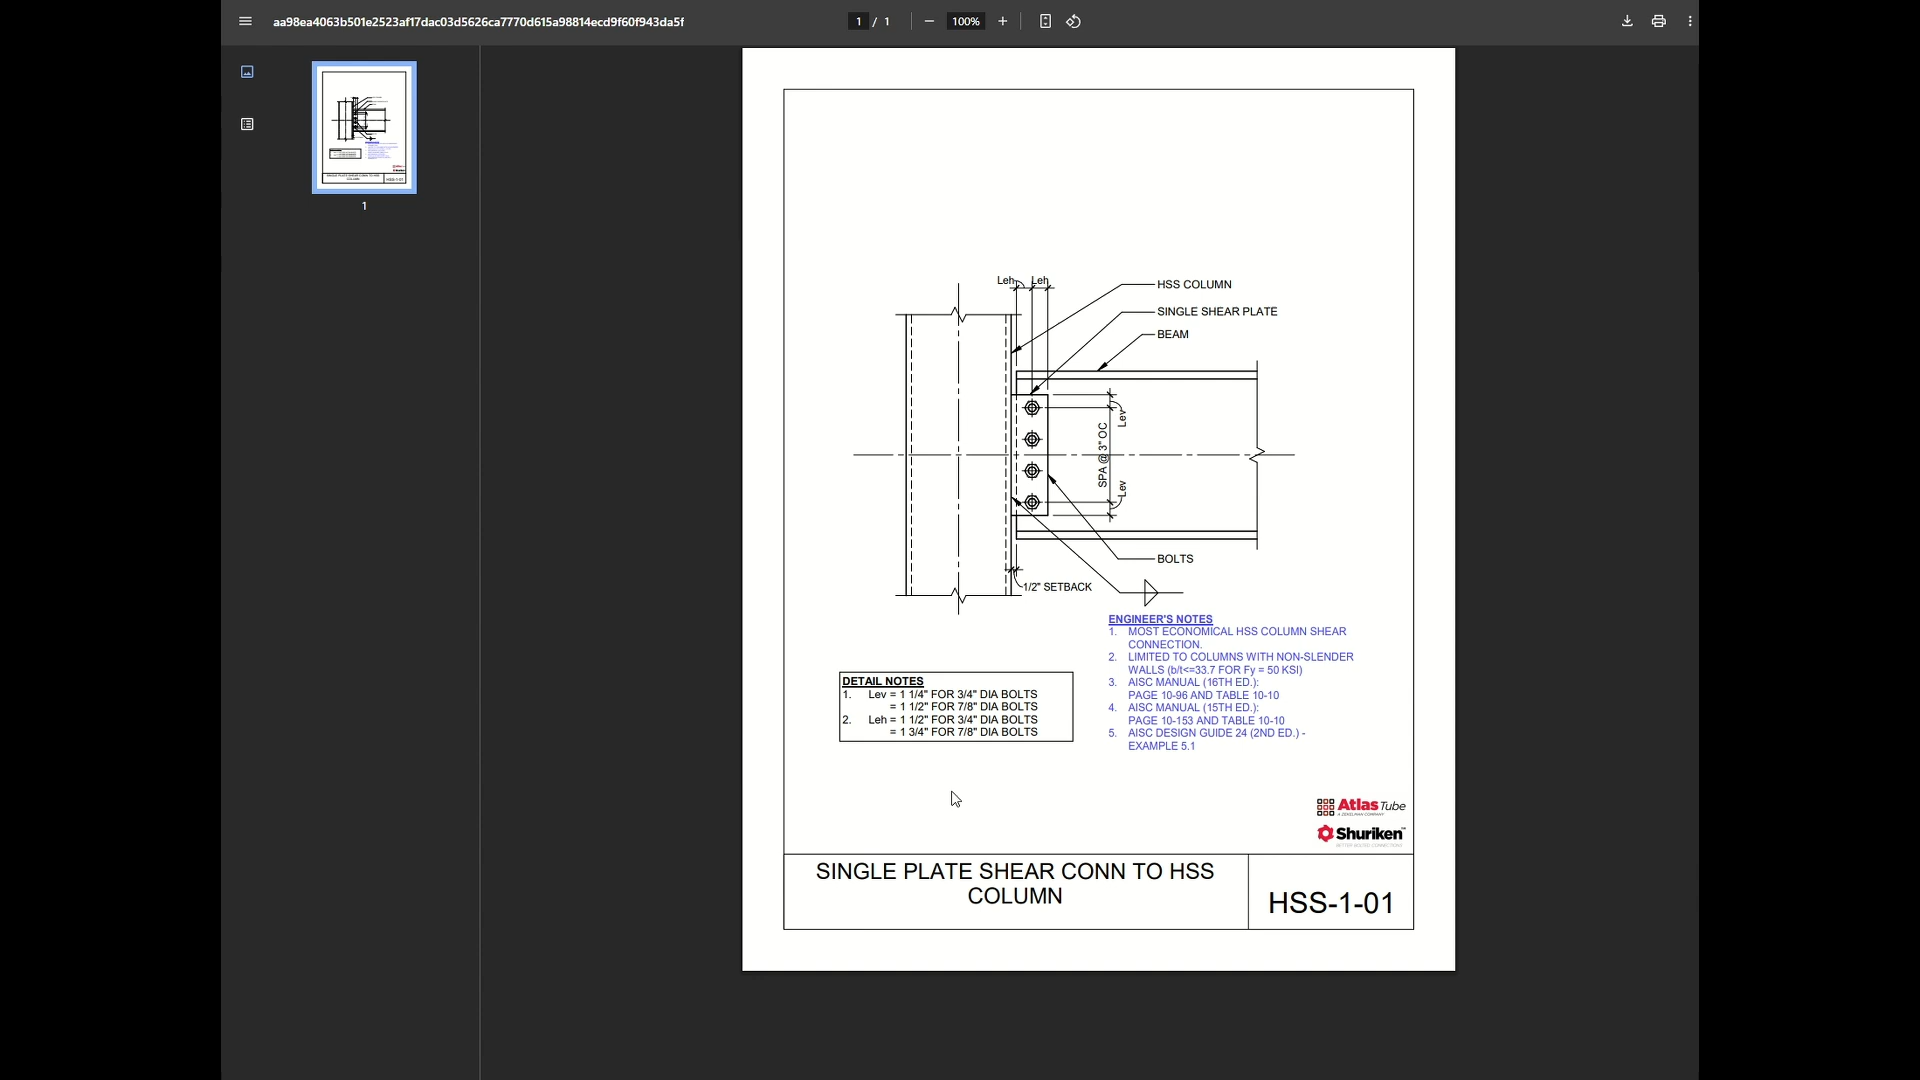 aa98ea4063b501e2523af17dac03d5626ca7770d615a98814ecd9f60f943da5f
1 / 1
100%
1
Leh
Leh
HSS COLUMN
SINGLE SHEAR PLATE
BEAM
Lev
SPA @ 3" OC
Lev
BOLTS
1/2" SETBACK
ENGINEER'S NOTES
1. MOST ECONOMICAL HSS COLUMN SHEAR
CONNECTION.
2. LIMITED TO COLUMNS WITH NON-SLENDER
WALLS (b/t<=33.7 FOR Fy = 50 KSI)
3. AISC MANUAL (16TH ED.):
PAGE 10-96 AND TABLE 10-10
4. AISC MANUAL (15TH ED.):
PAGE 10-153 AND TABLE 10-10
5. AISC DESIGN GUIDE 24 (2ND ED.) -
EXAMPLE 5.1
DETAIL NOTES
1. Lev = 1 1/4" FOR 3/4" DIA BOLTS
= 1 1/2" FOR 7/8" DIA BOLTS
2. Leh = 1 1/2" FOR 3/4" DIA BOLTS
= 1 3/4" FOR 7/8" DIA BOLTS
Atlas Tube
A ZEKELMAN COMPANY
Shuriken™
BETTER BOLTED CONNECTIONS
SINGLE PLATE SHEAR CONN TO HSS
COLUMN
HSS-1-01